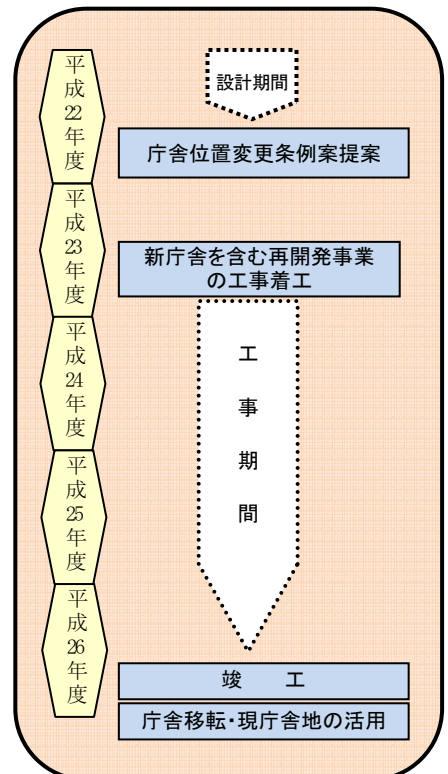 平成22年度
設計期間
庁舎位置変更条例案提案
平成23年度
新庁舎を含む再開発事業
の工事着工
工事期間
平成24年度
平成25年度
平成26年度
竣　工
庁舎移転・現庁舎地の活用